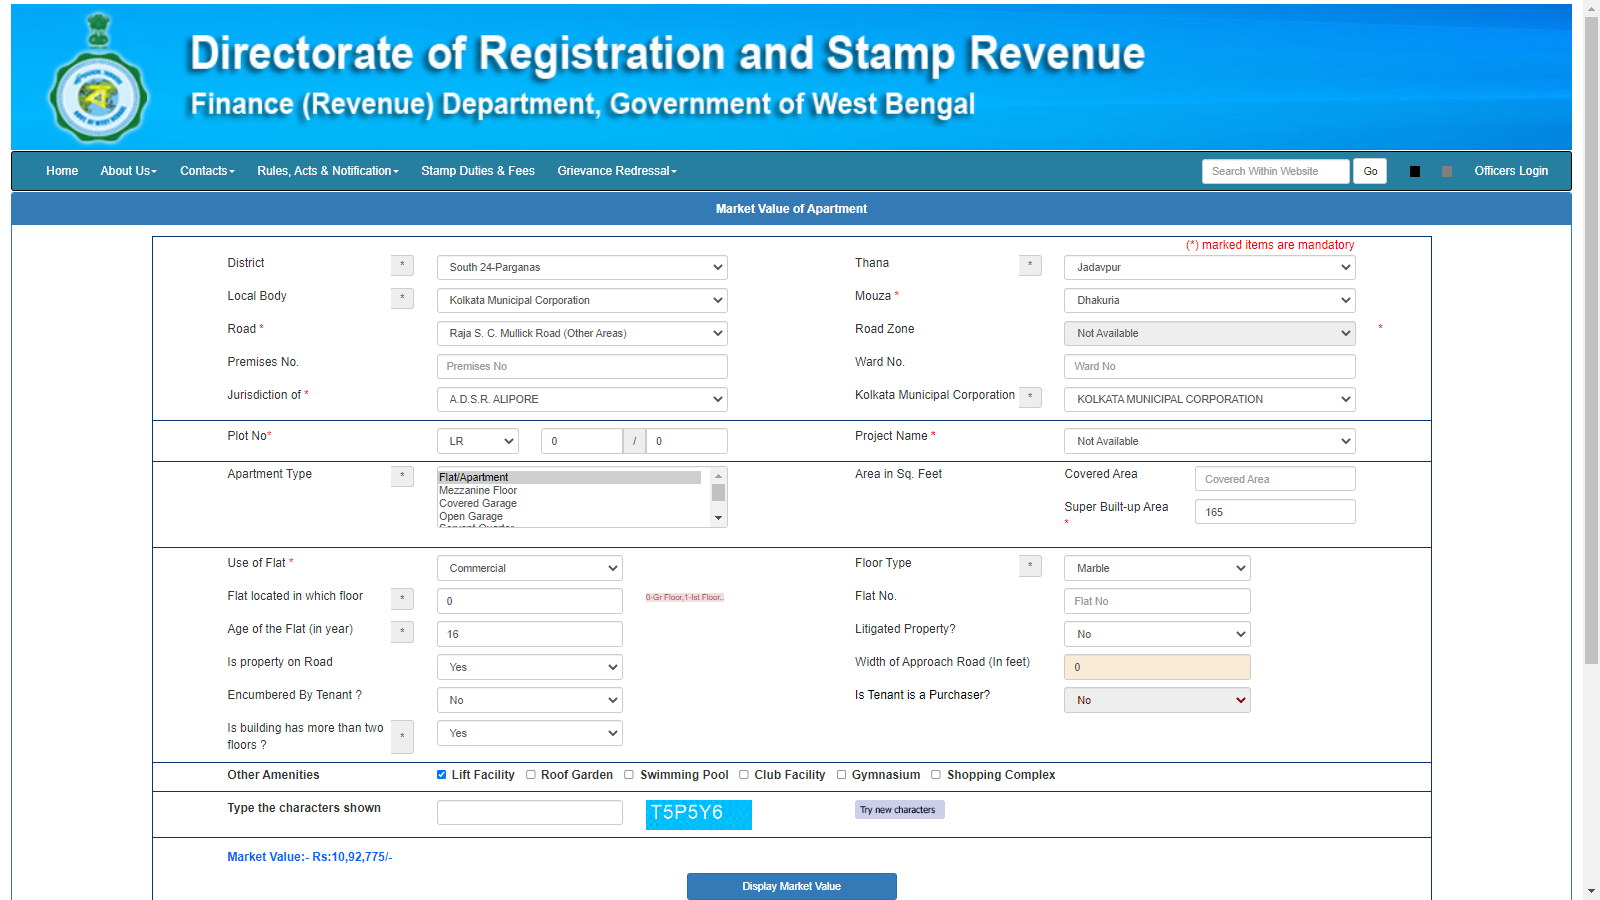 Directorate of Registration and Stamp Revenue
Finance (Revenue) Department, Government of West Bengal
Home About Us Contacts Rules, Acts & Notification Stamp Duties & Fees Grievance Redressal Search Within Website Go Officers Login
Market Value of Apartment
(*) marked items are mandatory
District * South 24-Parganas Thana * Jadavpur
Local Body * Kolkata Municipal Corporation Mouza * Dhakuria
Road * Raja S. C. Mullick Road (Other Areas) Road Zone Not Available *
Premises No. Premises No Ward No. Ward No
Jurisdiction of * A.D.S.R. ALIPORE Kolkata Municipal Corporation * KOLKATA MUNICIPAL CORPORATION
Plot No* LR 0 / 0 Project Name * Not Available
Apartment Type * Flat/Apartment Area in Sq. Feet Covered Area Covered Area
Mezzanine Floor
Covered Garage
Open Garage Super Built-up Area * 165
Servant Quarter
Use of Flat * Commercial Floor Type * Marble
Flat located in which floor * 0 0-Gr Floor,1-Ist Floor.. Flat No. Flat No
Age of the Flat (in year) * 16 Litigated Property? No
Is property on Road Yes Width of Approach Road (In feet) 0
Encumbered By Tenant ? No Is Tenant is a Purchaser? No
Is building has more than two floors ? * Yes
Other Amenities Lift Facility Roof Garden Swimming Pool Club Facility Gymnasium Shopping Complex
Type the characters shown T5P5Y6 Try new characters
Market Value:- Rs:10,92,775/-
Display Market Value